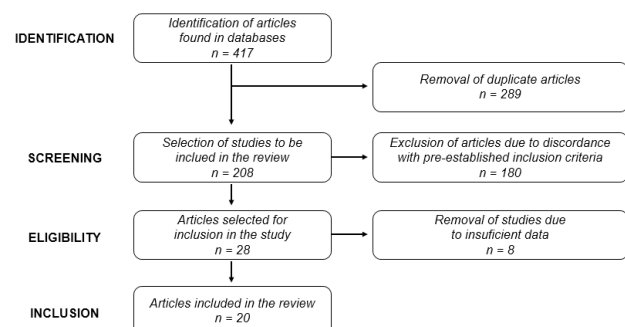 IDENTIFICATION
Identification of articles
found in databases
n = 417
Removal of duplicate articles
n = 289
SCREENING
Selection of studies to be
inclued in the review
n = 208
Exclusion of articles due to discordance
with pre-established inclusion criteria
n = 180
ELIGIBILITY
Articles selected for
inclusion in the study
n = 28
Removal of studies due
to insuficient data
n = 8
INCLUSION
Articles included in the review
n = 20